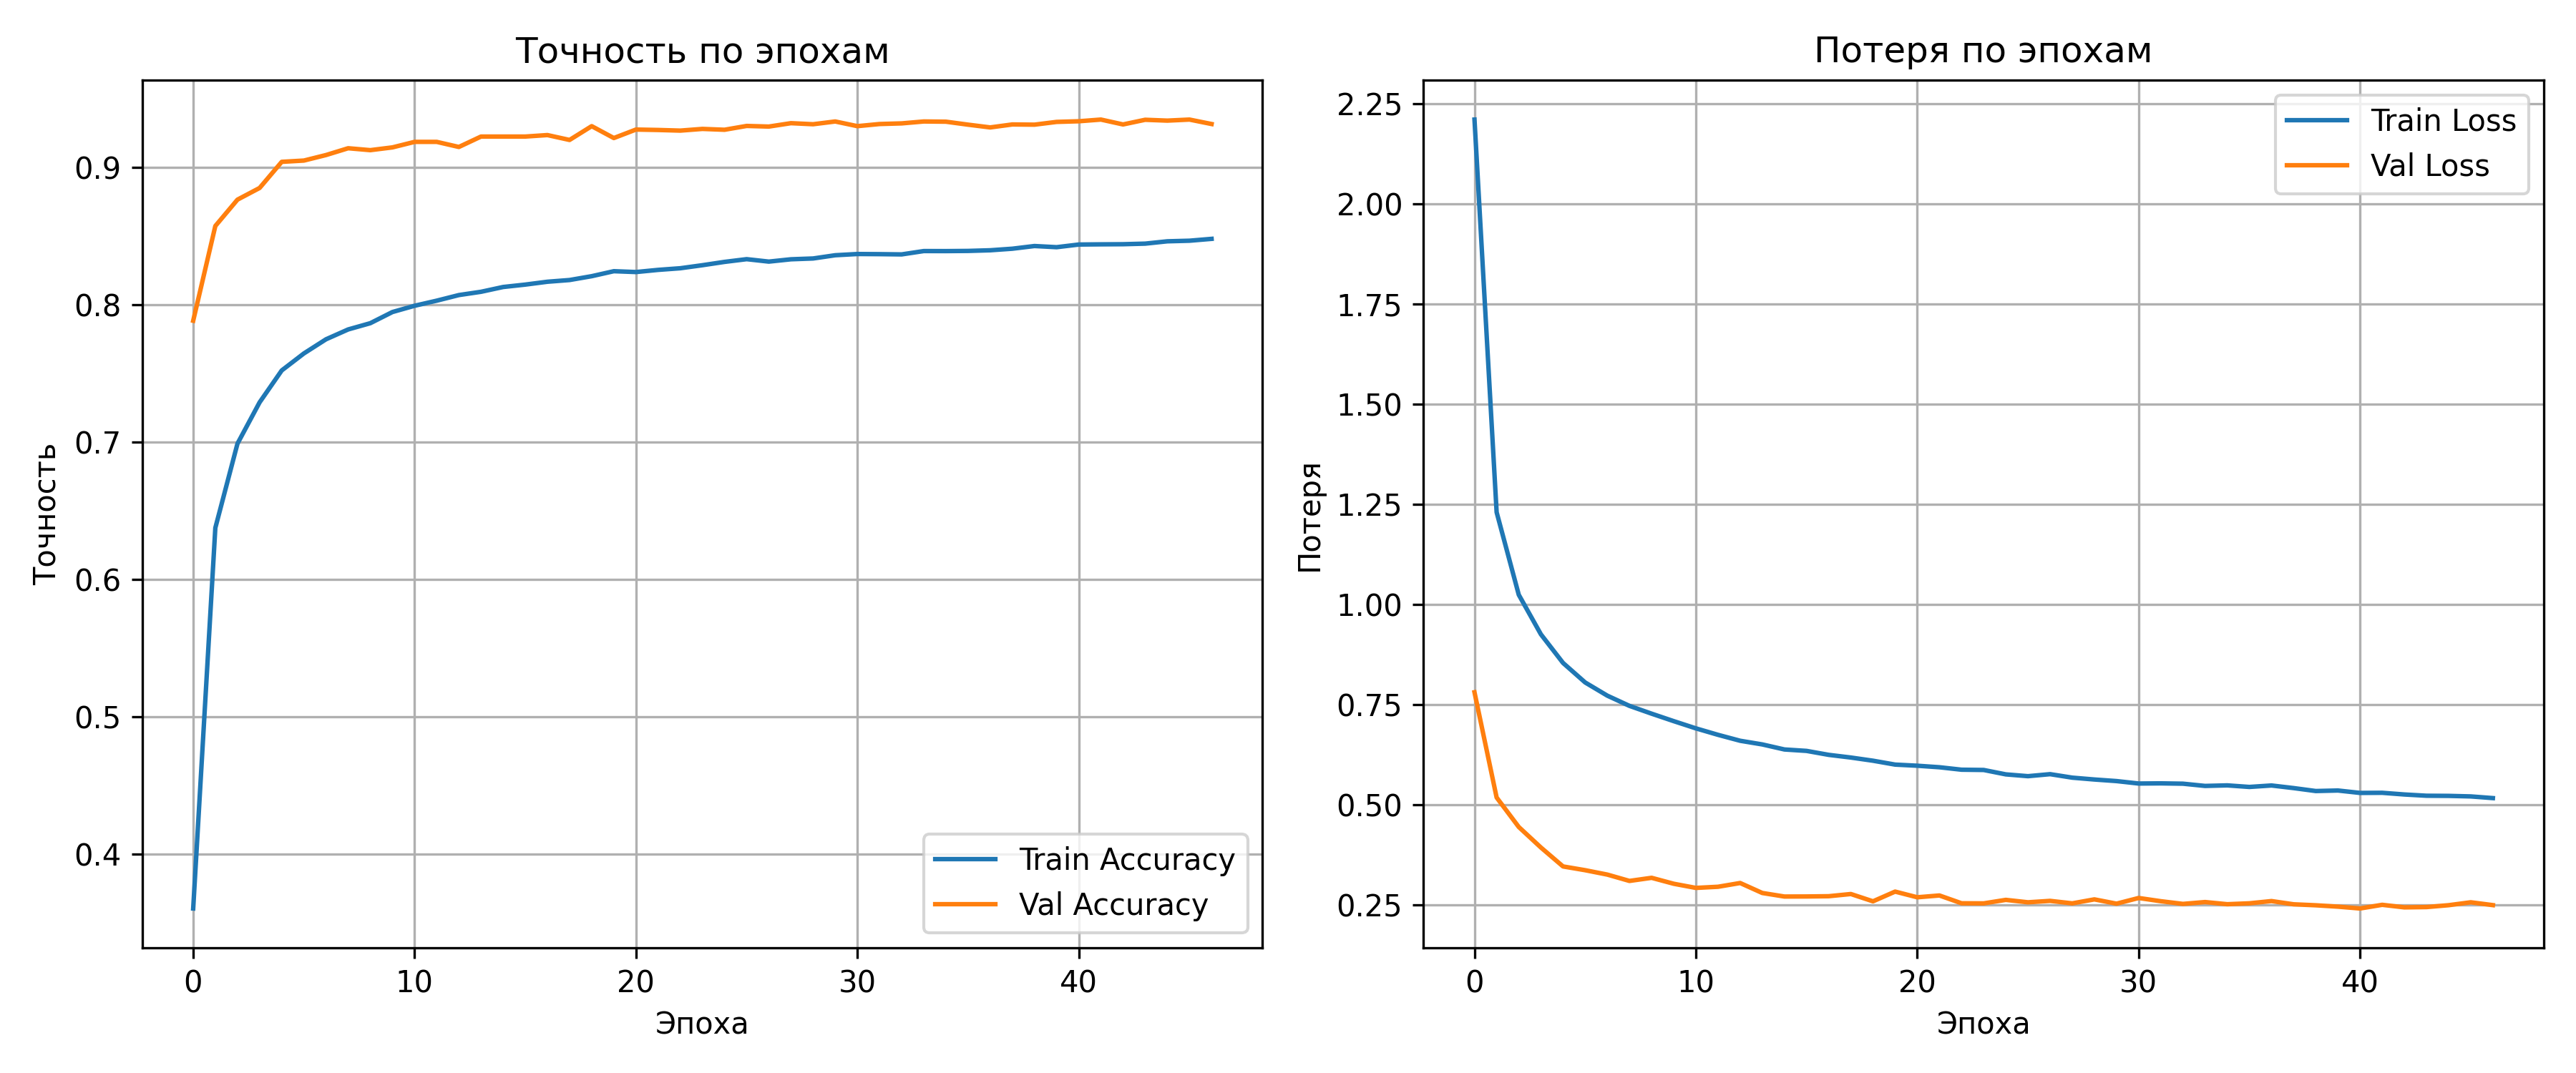 Точность по эпохам
Точность
0.9
0.8
0.7
0.6
0.5
0.4
0 10 20 30 40
Эпоха
Train Accuracy
Val Accuracy
Потеря по эпохам
Потеря
2.25
2.00
1.75
1.50
1.25
1.00
0.75
0.50
0.25
0 10 20 30 40
Эпоха
Train Loss
Val Loss